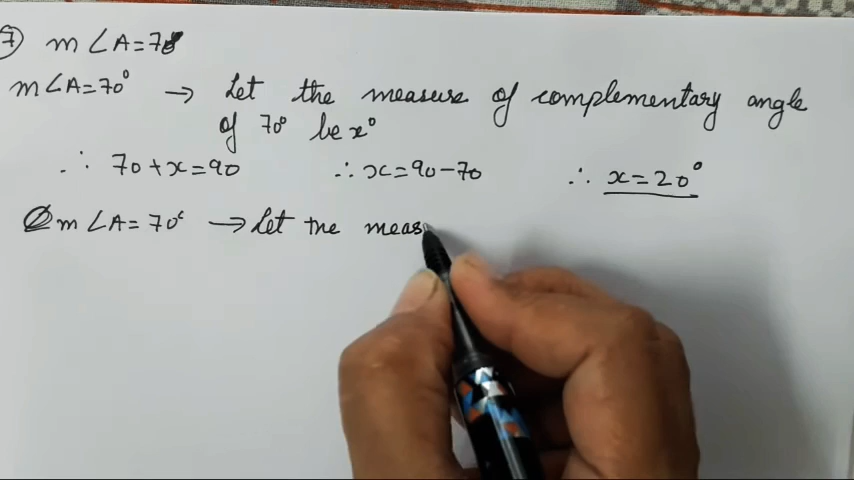 7 m∠A=70
m∠A=70° → Let the measure of complementary angle
of 70° be x°
∴ 70+x=90 ∴ x=90-70 ∴ x=20°
m∠A=70° → Let the meas